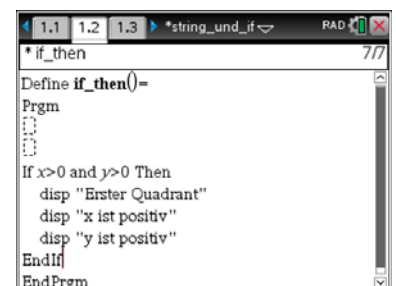 1.1 1.2 1.3 *string_und_if RAD
* if_then 7/7
Define if_then()=
Prgm
If x>0 and y>0 Then
disp "Erster Quadrant"
disp "x ist positiv"
disp "y ist positiv"
EndIf
EndPrgm